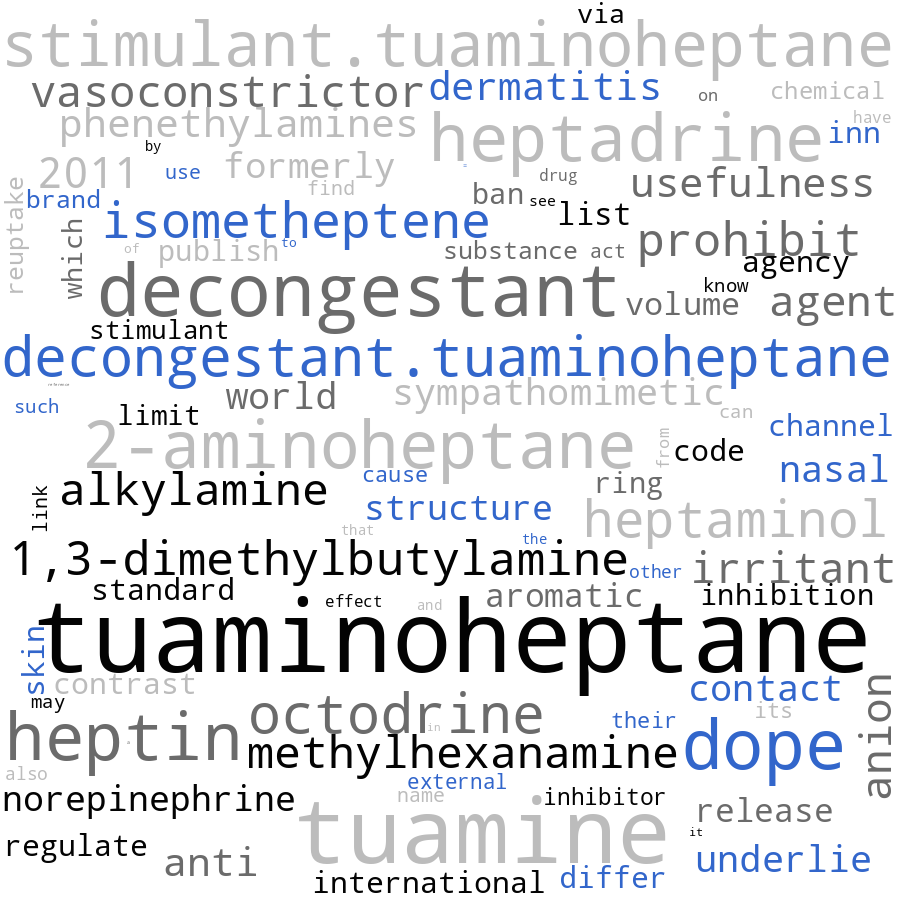 via
stimulant.tuaminoheptane
vasoconstrictor
dermatitis
on
chemical
phenethylamines
heptadrine
have
inn
by
2011
use
formerly
find
drug
brand
ban
see
usefulness
isometheptene
list
reuptake
which
of
publish
to
substance
act
prohibit
agency
decongestant
know
volume
agent
stimulant
decongestant.tuaminoheptane
world
sympathomimetic
such
limit
can
2-aminoheptane
from
code
channel
nasal
link
alkylamine
cause
ring
structure
heptaminol
that
the
1,3-dimethylbutylamine
other
irritant
standard
effect
and
aromatic
inhibition
tuaminoheptane
skin
contrast
contact
may
its
anion
heptin
octodrine
in
their
methylhexanamine
dope
also
external
norepinephrine
name
inhibitor
tuamine
release
it
regulate
anti
underlie
international
differ